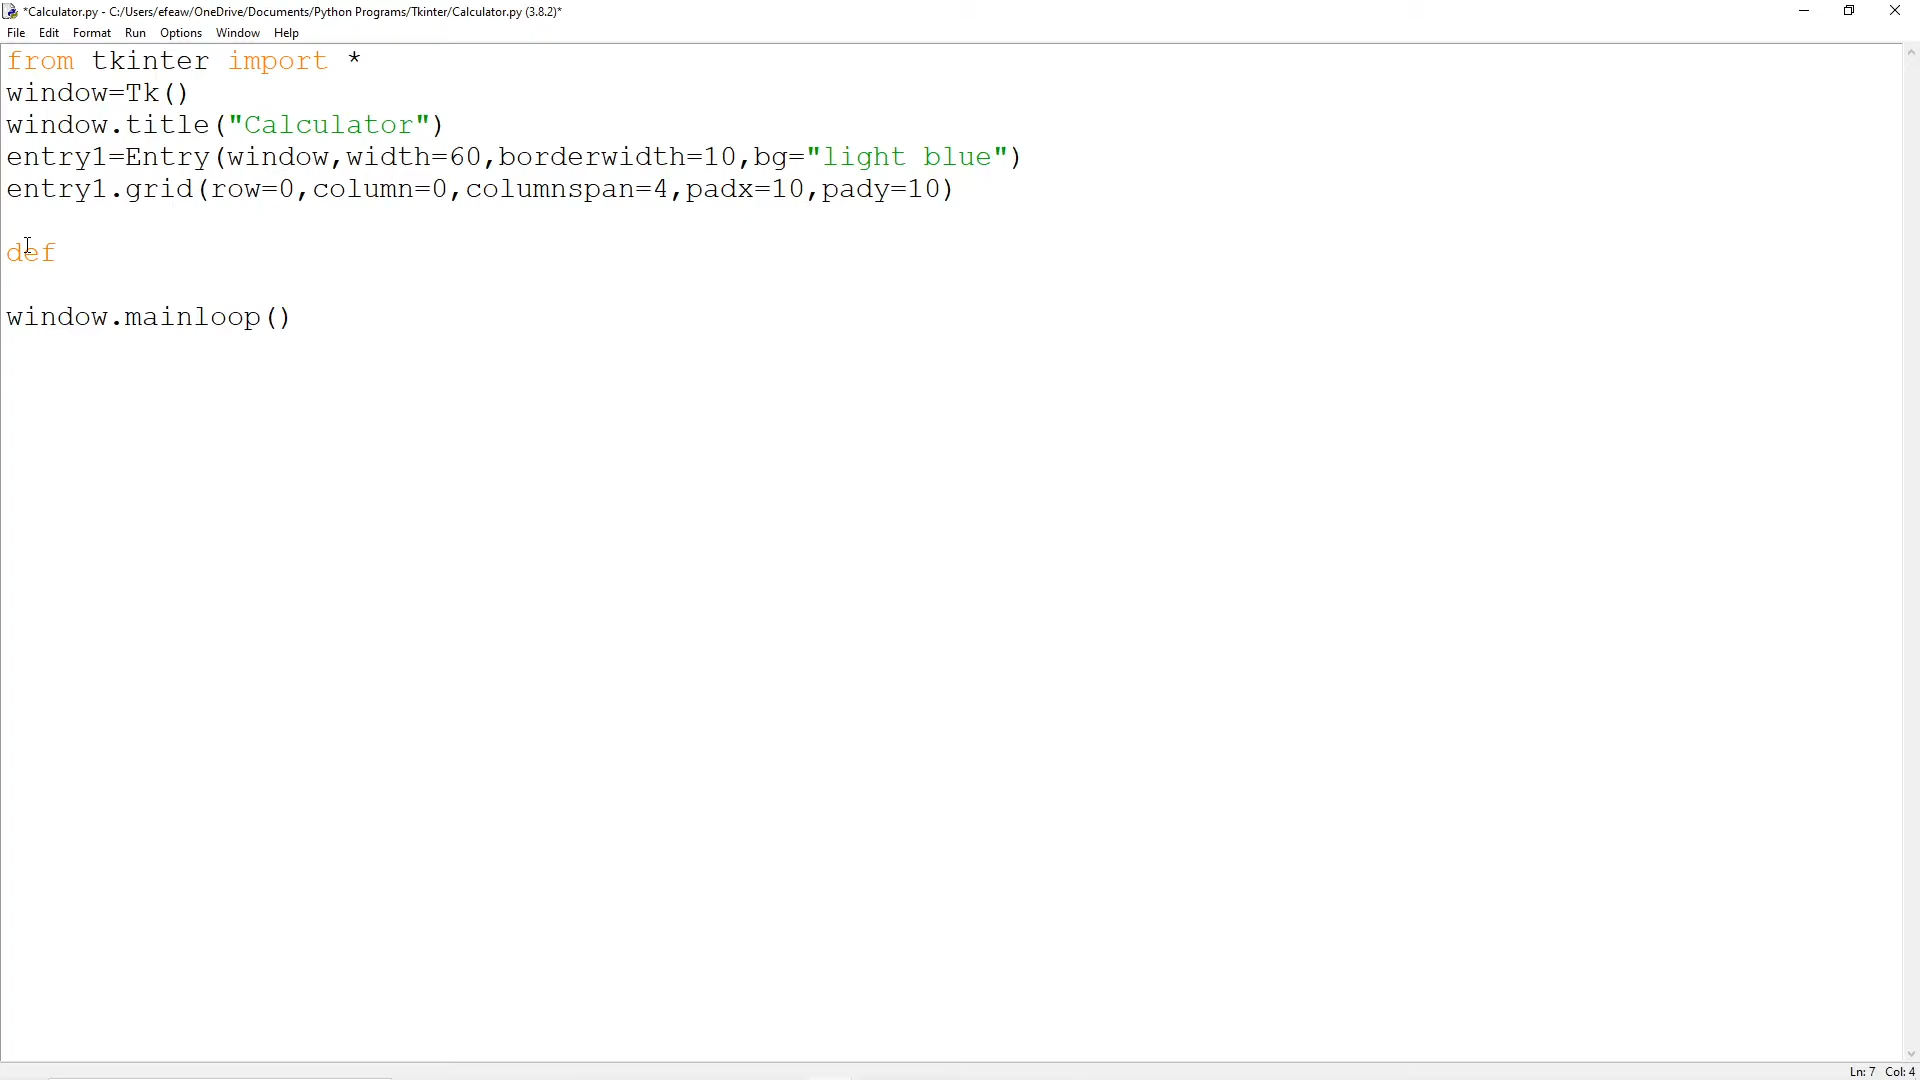 *Calculator.py - C:/Users/efeaw/OneDrive/Documents/Python Programs/Tkinter/Calculator.py (3.8.2)*
File Edit Format Run Options Window Help
from tkinter import *
window=Tk()
window.title("Calculator")
entry1=Entry(window,width=60,borderwidth=10,bg="light blue")
entry1.grid(row=0,column=0,columnspan=4,padx=10,pady=10)
def
window.mainloop()
Ln: 7 Col: 4